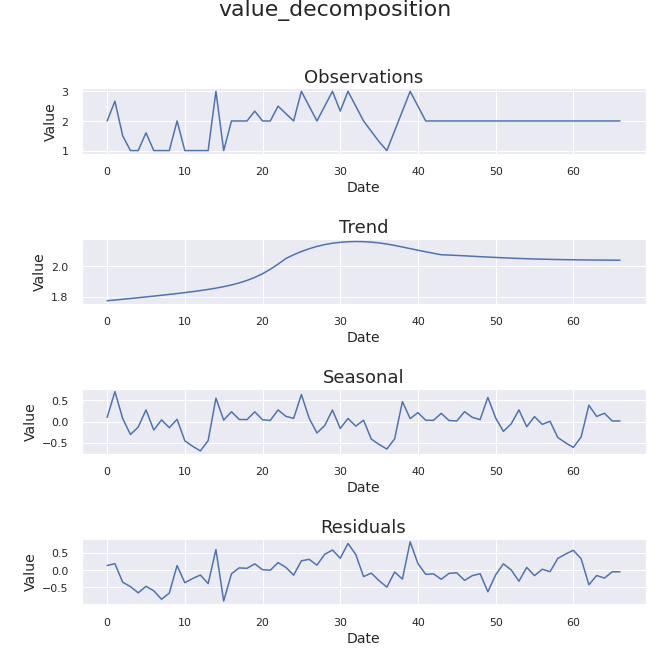 value_decomposition
Observations
3
2
1
Value
0 10 20 30 40 50 60
Date
Trend
2.0
1.8
Value
0 10 20 30 40 50 60
Date
Seasonal
0.5
0.0
−0.5
Value
0 10 20 30 40 50 60
Date
Residuals
0.5
0.0
−0.5
Value
0 10 20 30 40 50 60
Date